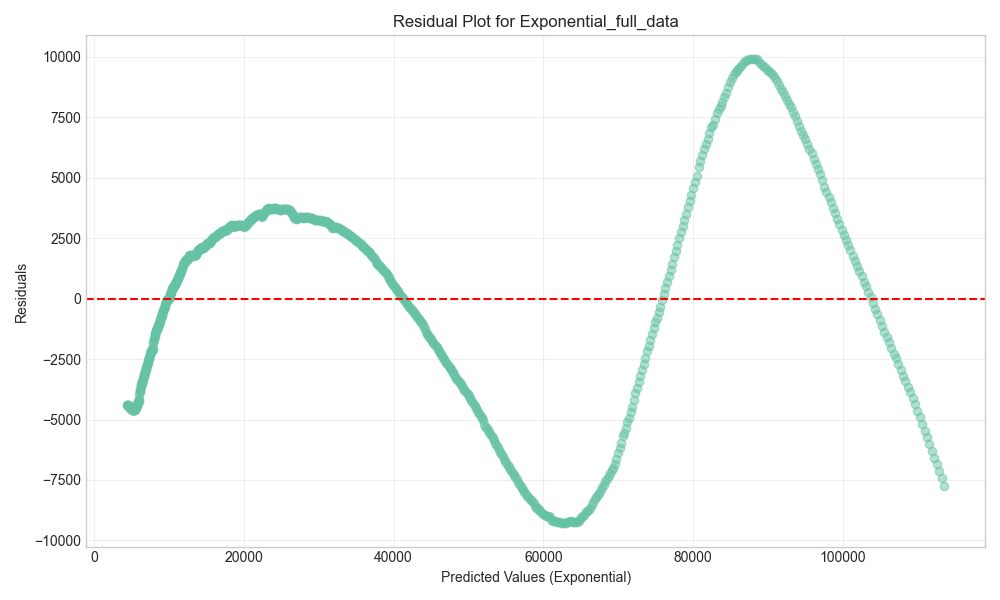 Residual Plot for Exponential_full_data
10000
7500
5000
2500
0
−2500
−5000
−7500
−10000
Residuals
0 20000 40000 60000 80000 100000
Predicted Values (Exponential)